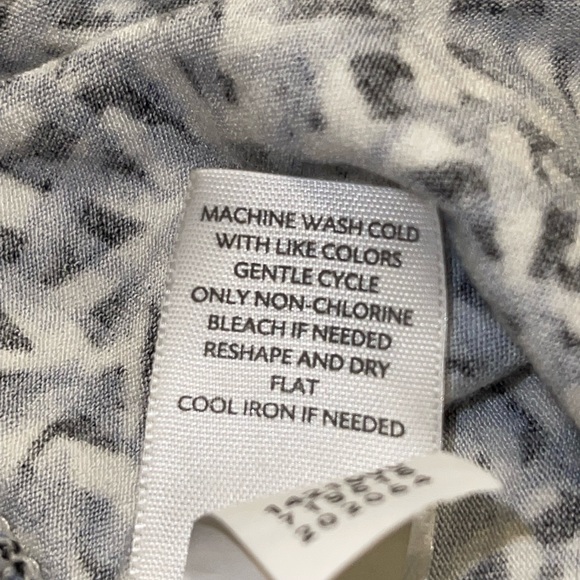 MACHINE WASH COLD
WITH LIKE COLORS
GENTLE CYCLE
ONLY NON-CHLORINE
BLEACH IF NEEDED
RESHAPE AND DRY
FLAT
COOL IRON IF NEEDED